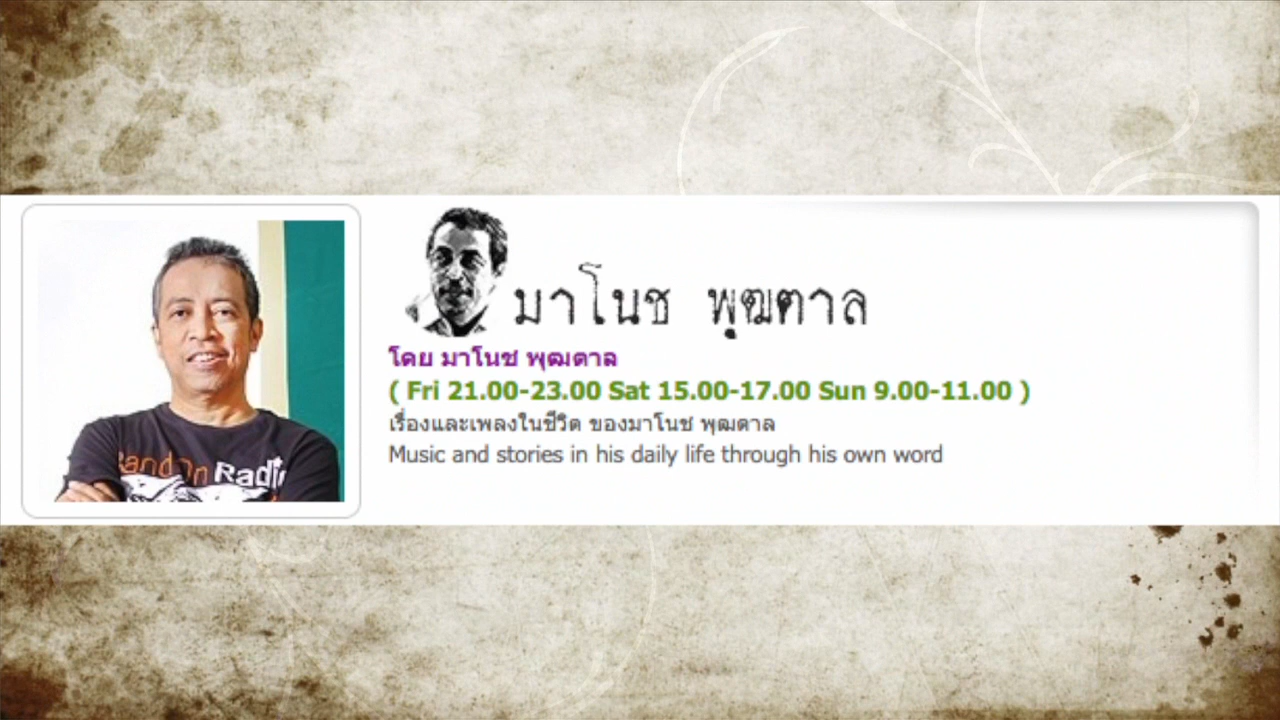 มาโนช พุฒตาล
โดย มาโนช พุฒตาล
( Fri 21.00-23.00 Sat 15.00-17.00 Sun 9.00-11.00 )
เรื่องและเพลงในชีวิต ของมาโนช พุฒตาล
Music and stories in his daily life through his own word
andOn Radio